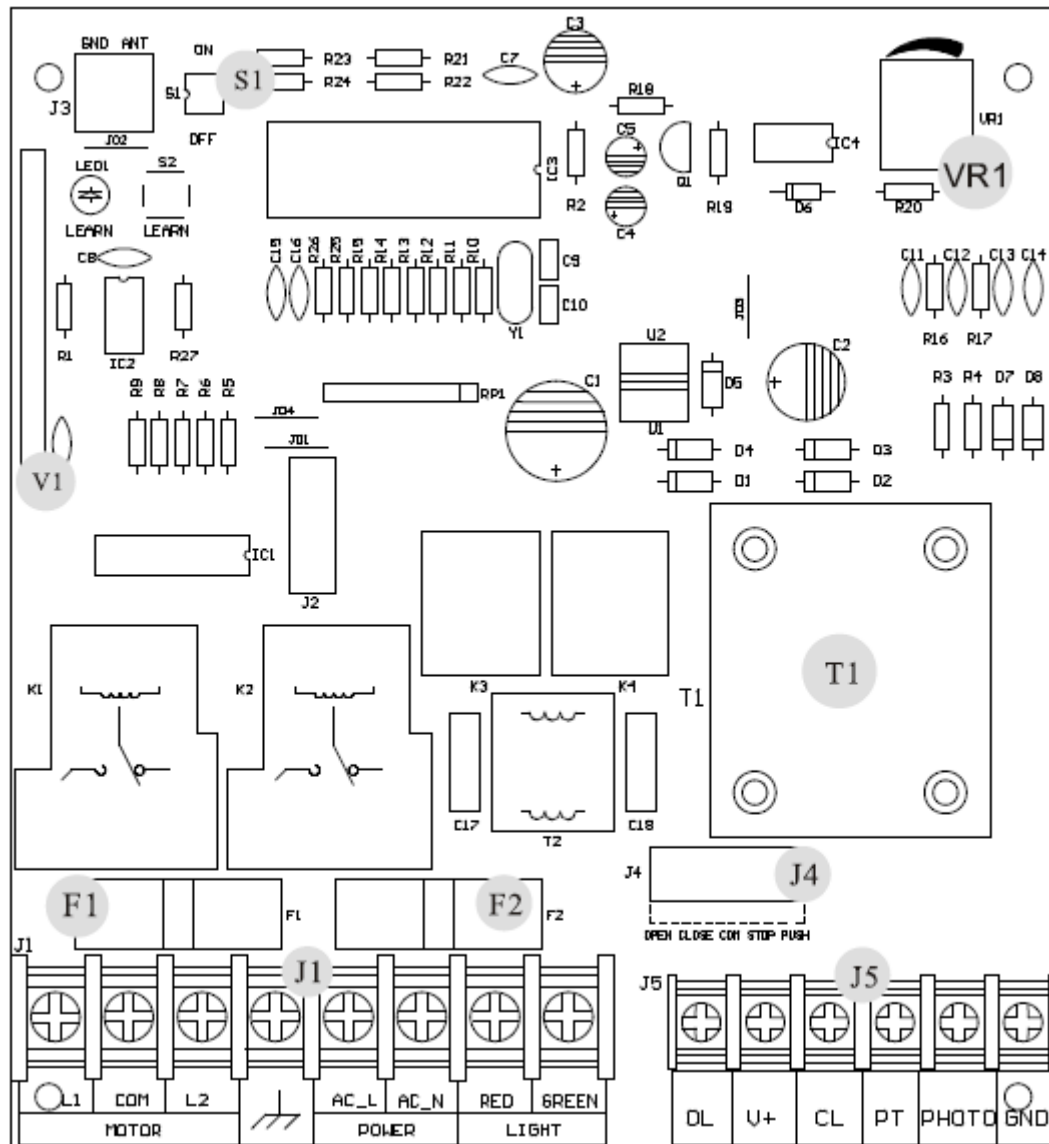 GND ANT
ON
S1
S1
OFF
J3
J02
R23
R21
R24
R22
C7
C3
R18
VR1
VR1
LED1
S2
LEARN
LEARN
IC3
R2
C5
C4
Q1
R19
IC4
D6
R20
C8
R1
IC2
R27
C15
C16
R26
R25
R15
R14
R13
R12
R11
R10
Y1
C9
C10
J03
C11
C12
C13
C14
R16
R17
R9
R8
R7
R6
R5
RP1
J04
J01
C1
U2
U1
D5
C2
R3
R4
D7
D8
D4
D3
D1
D2
V1
IC1
J2
K1
K2
K3
K4
T1
T1
C17
T2
C18
F1
F1
F2
F2
J4
J4
OPEN CLOSE COM STOP PUSH
J1
J1
J5
J5
L1 COM L2 AC_L AC_N RED GREEN
MOTOR POWER LIGHT
OL V+ CL PT PHOTO GND